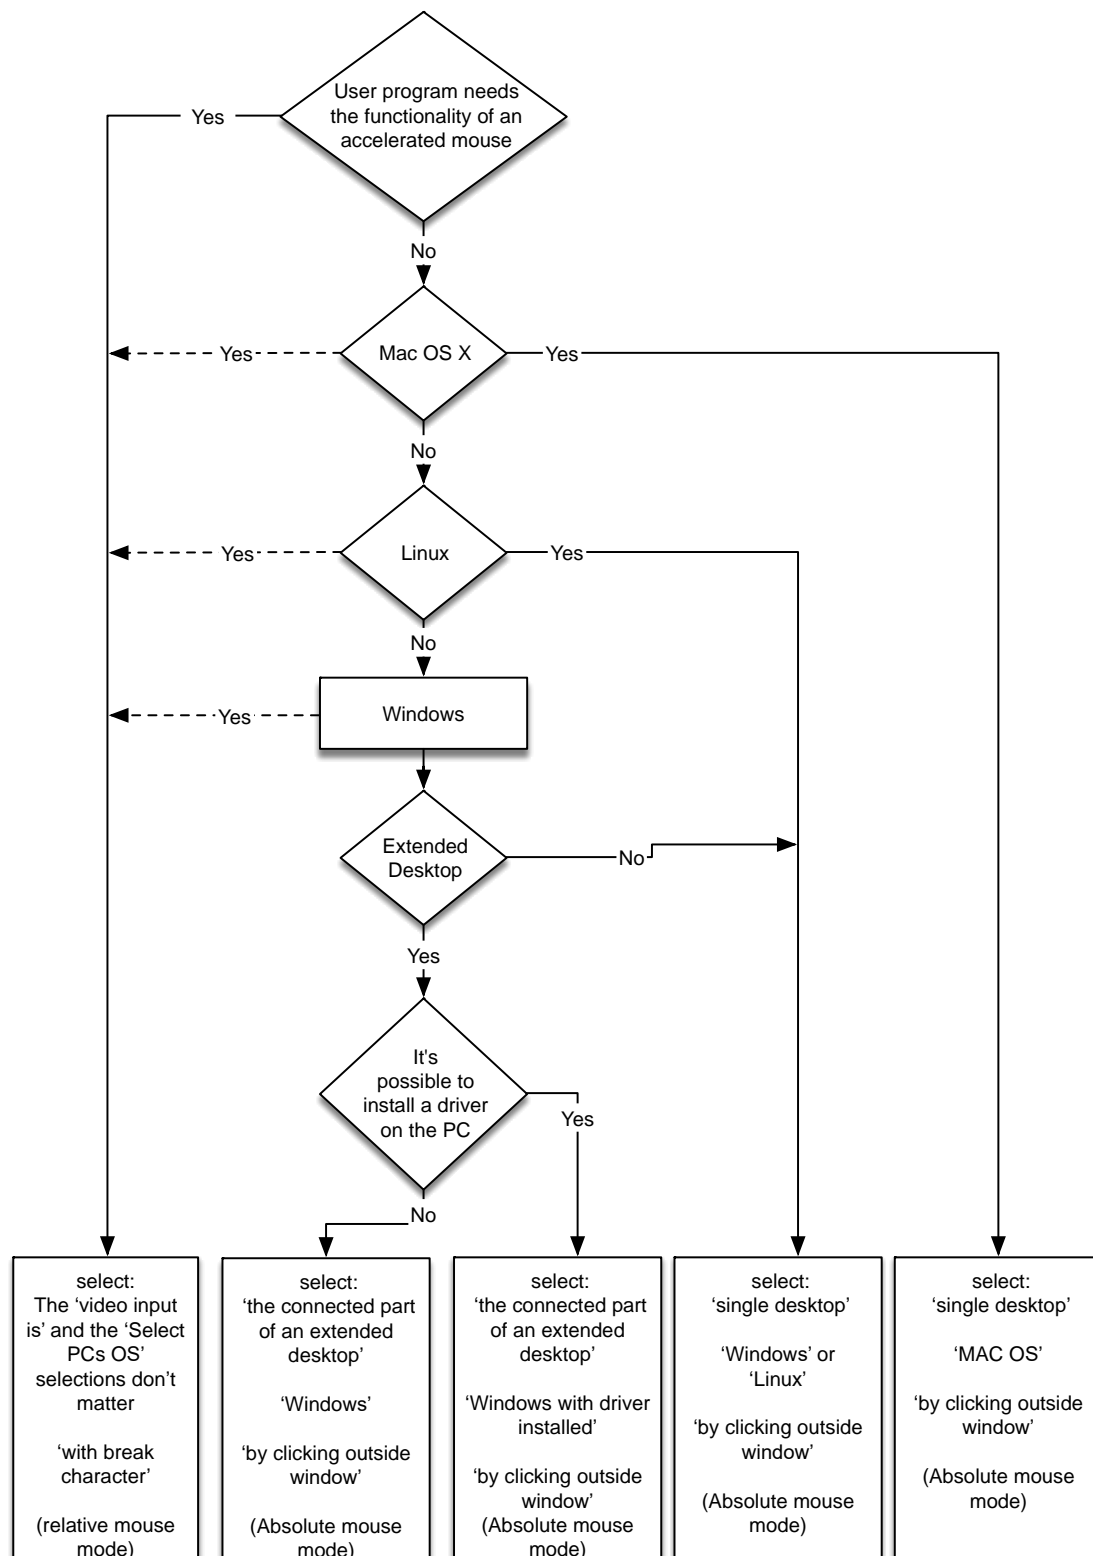 User program needs
the functionality of an
accelerated mouse
Yes
No
Mac OS X
Yes
Yes
No
Linux
Yes
Yes
No
Windows
Yes
Extended
Desktop
No
Yes
It's
possible to
install a driver
on the PC
Yes
No
select:
The ‘video input
is’ and the ‘Select
PCs OS’
selections don’t
matter
‘with break
character’
(relative mouse
mode)
select:
‘the connected part
of an extended
desktop’
‘Windows’
‘by clicking outside
window’
(Absolute mouse
mode)
select:
‘the connected part
of an extended
desktop’
‘Windows with driver
installed’
‘by clicking outside
window’
(Absolute mouse
mode)
select:
‘single desktop’
‘Windows’ or
‘Linux’
‘by clicking outside
window’
(Absolute mouse
mode)
select:
‘single desktop’
‘MAC OS’
‘by clicking outside
window’
(Absolute mouse
mode)